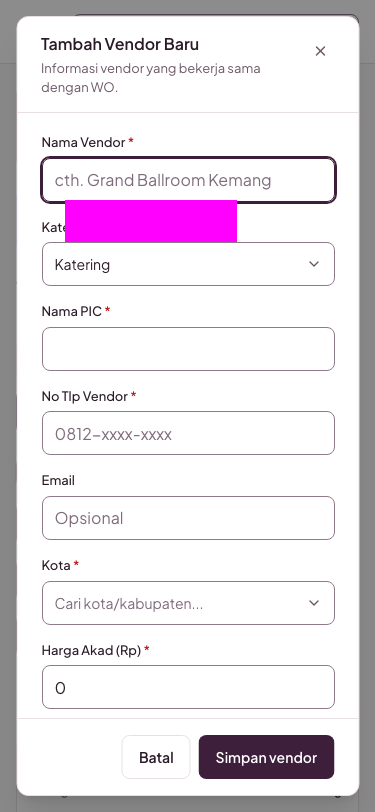 Tambah Vendor Baru
Informasi vendor yang bekerja sama
dengan WO.
Nama Vendor *
cth. Grand Ballroom Kemang
Katering
Nama PIC *
No Tlp Vendor *
0812-xxxx-xxxx
Email
Opsional
Kota *
Cari kota/kabupaten...
Harga Akad (Rp) *
0
Batal
Simpan vendor